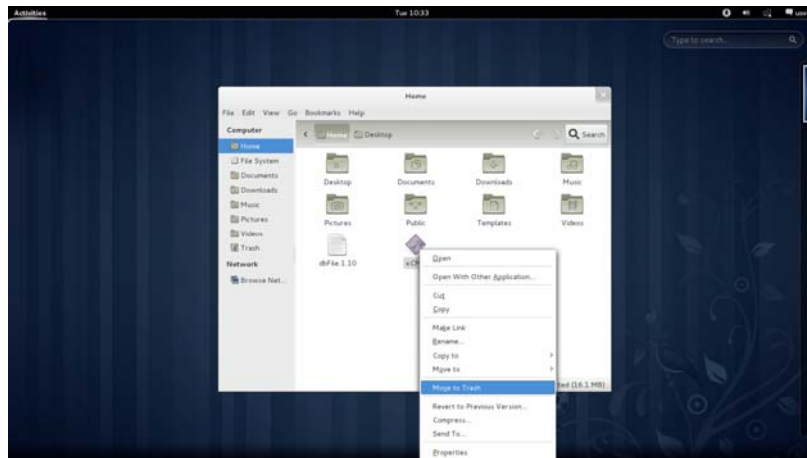 Activities
Tue 10:33
Type to search...
Home
File Edit View Go Bookmarks Help
Computer
Home
File System
Documents
Downloads
Music
Pictures
Videos
Trash
Network
Browse Net...
Home
Desktop
Search
Desktop
Documents
Downloads
Music
Pictures
Public
Templates
Videos
dbFile.1.10
Open
Open With Other Application...
Cut
Copy
Make Link
Rename...
Copy to
Move to
Move to Trash
Revert to Previous Version...
Compress...
Send To...
Properties
(16.1 MB)